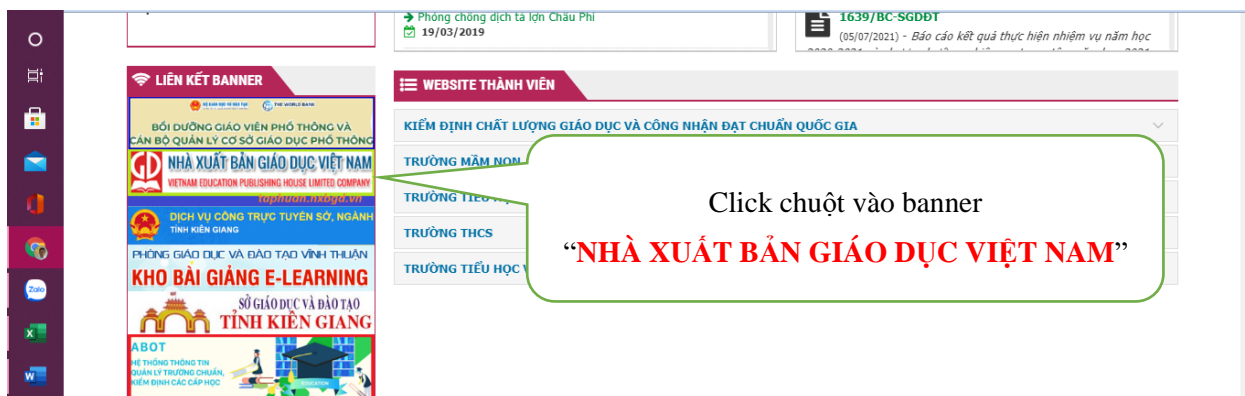 Phòng chống dịch tả lợn Châu Phi
19/03/2019
1639/BC-SGDĐT
(05/07/2021) - Báo cáo kết quả thực hiện nhiệm vụ năm học
LIÊN KẾT BANNER
THE WORLD BANK
BỒI DƯỠNG GIÁO VIÊN PHỔ THÔNG VÀ
CÁN BỘ QUẢN LÝ CƠ SỞ GIÁO DỤC PHỔ THÔNG
NHÀ XUẤT BẢN GIÁO DỤC VIỆT NAM
VIETNAM EDUCATION PUBLISHING HOUSE LIMITED COMPANY
taphuan.nxbgd.vn
DỊCH VỤ CÔNG TRỰC TUYẾN SỞ, NGÀNH
TỈNH KIÊN GIANG
PHÒNG GIÁO DỤC VÀ ĐÀO TẠO VĨNH THUẬN
KHO BÀI GIẢNG E-LEARNING
SỞ GIÁO DỤC VÀ ĐÀO TẠO
TỈNH KIÊN GIANG
ABOT
HỆ THỐNG THÔNG TIN
QUẢN LÝ TRƯỜNG CHUẨN,
KIỂM ĐỊNH CÁC CẤP HỌC
EDUCATION
WEBSITE THÀNH VIÊN
KIỂM ĐỊNH CHẤT LƯỢNG GIÁO DỤC VÀ CÔNG NHẬN ĐẠT CHUẨN QUỐC GIA
TRƯỜNG MẦM NON
TRƯỜNG TIỂU
TRƯỜNG THCS
TRƯỜNG TIỂU HỌC
Click chuột vào banner
“NHÀ XUẤT BẢN GIÁO DỤC VIỆT NAM”
Zalo